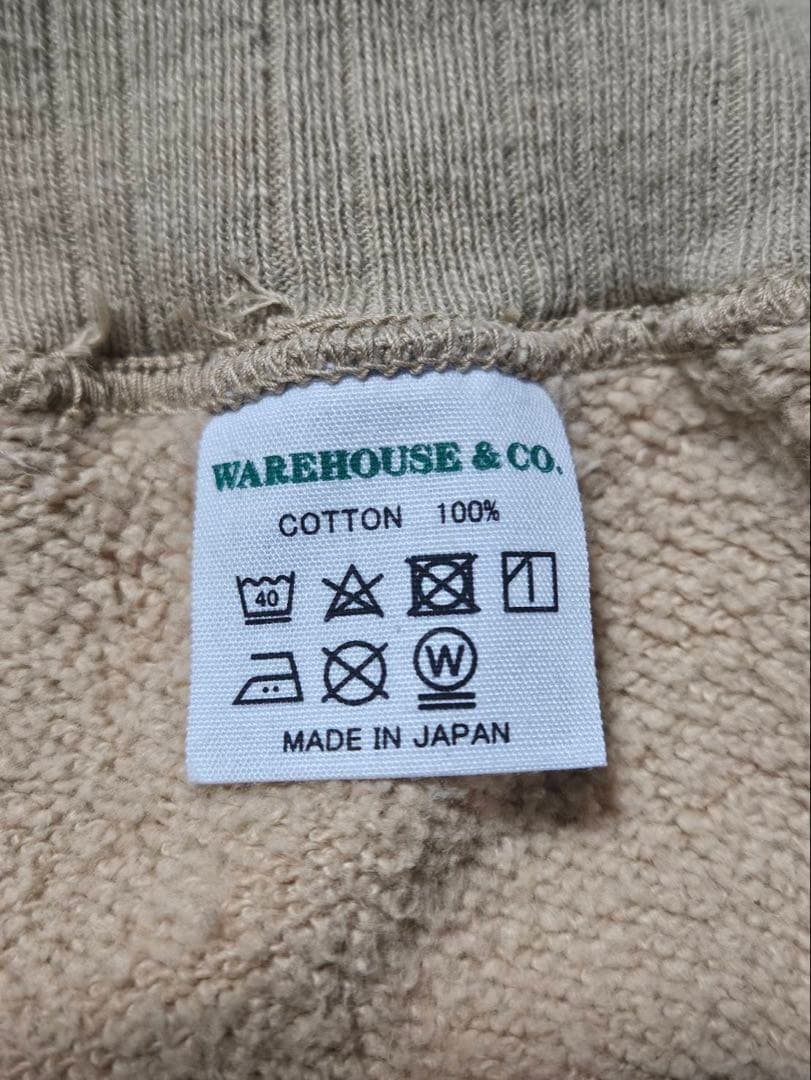 WAREHOUSE & CO.
COTTON 100%
40
W
MADE IN JAPAN